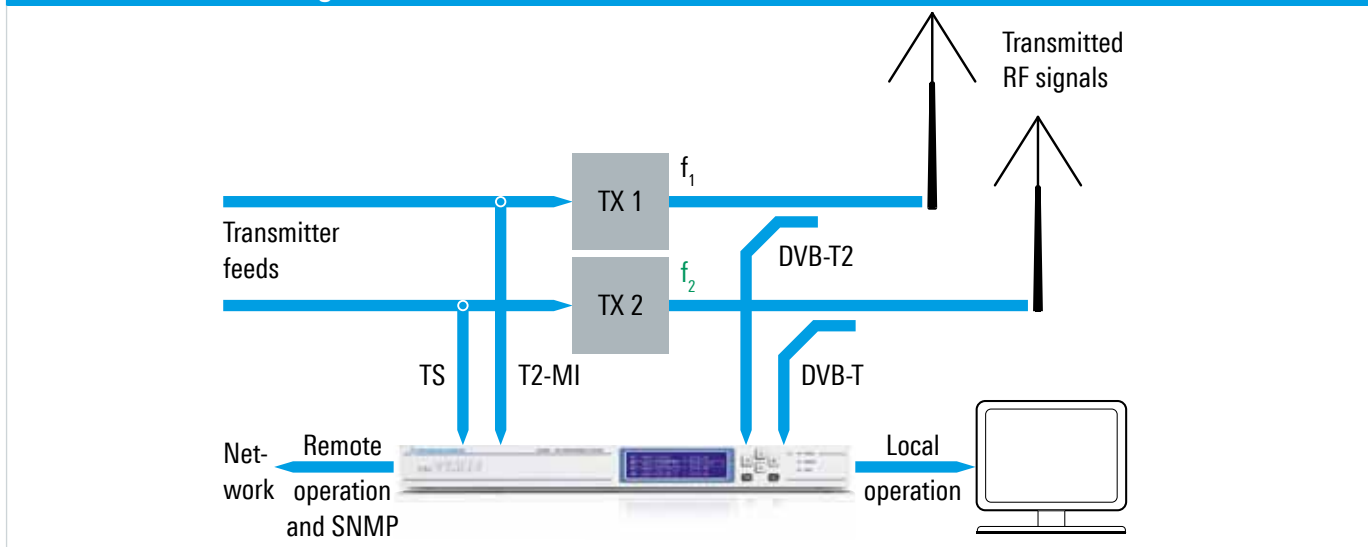 Transmitted
RF signals
f1
TX 1
Transmitter
feeds
DVB-T2
f2
TX 2
TS
T2-MI
DVB-T
Net-
work
Remote
operation
and SNMP
Local
operation